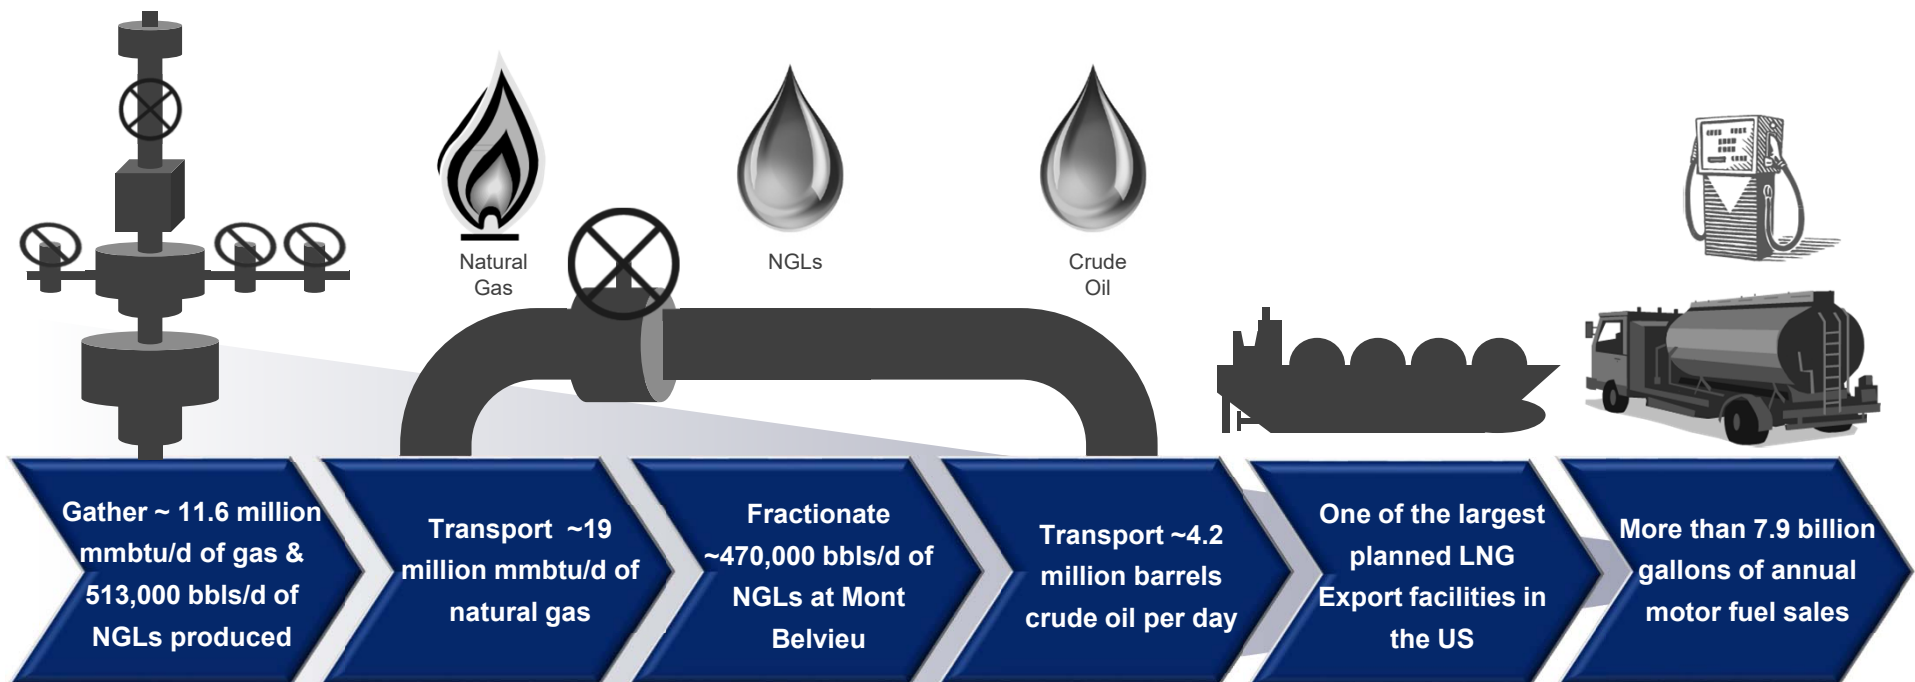 Natural
Gas
NGLs
Crude
Oil
Gather ~ 11.6 million
mmbtu/d of gas &
513,000 bbls/d of
NGLs produced
Transport ~19
million mmbtu/d of
natural gas
Fractionate
~470,000 bbls/d of
NGLs at Mont
Belvieu
Transport ~4.2
million barrels
crude oil per day
One of the largest
planned LNG
Export facilities in
the US
More than 7.9 billion
gallons of annual
motor fuel sales